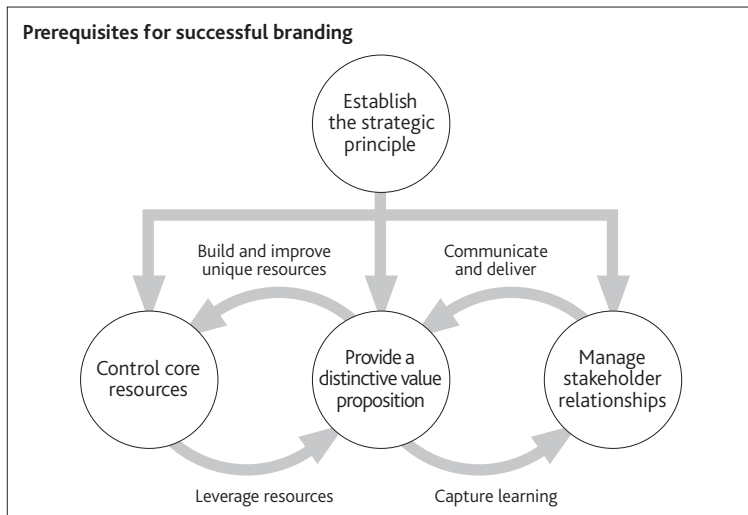 Prerequisites for successful branding
Establish
the strategic
principle
Build and improve
unique resources
Communicate
and deliver
Control core
resources
Provide a
distinctive value
proposition
Manage
stakeholder
relationships
Leverage resources
Capture learning